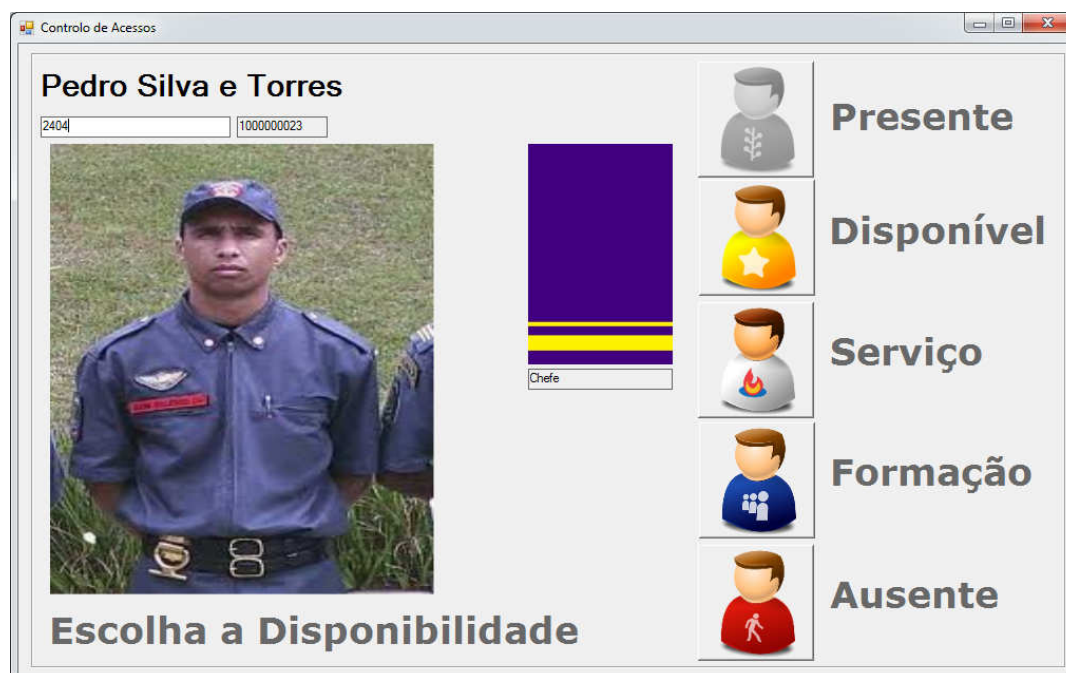 Controlo de Acessos
Pedro Silva e Torres
2404
1000000023
Chefe
Escolha a Disponibilidade
Presente
Disponível
Serviço
Formação
Ausente